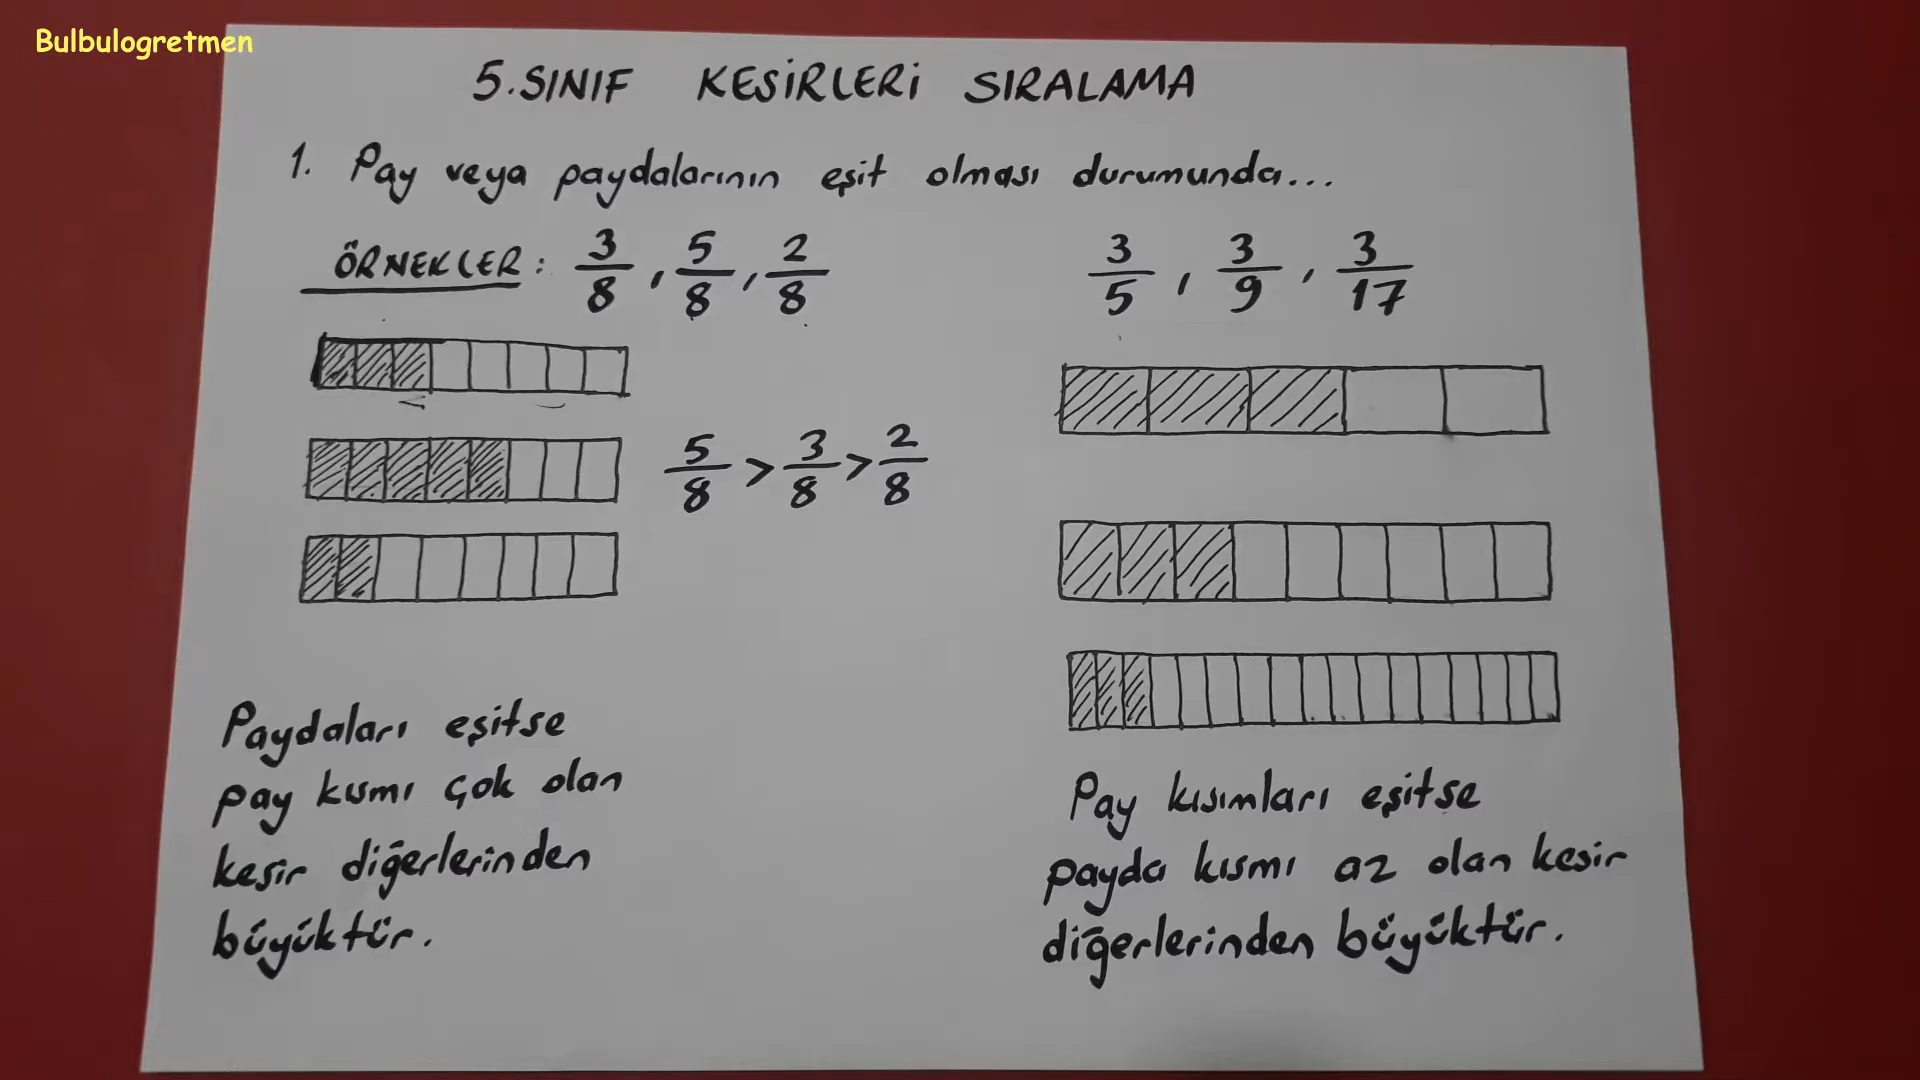 Bulbulogretmen
5.SINIF KESİRLERİ SIRALAMA
1. Pay veya paydalarının eşit olması durumunda...
ÖRNEKLER: 3/8, 5/8, 2/8
3/5, 3/9, 3/17
5/8 > 3/8 > 2/8
Paydaları eşitse
pay kısmı çok olan
kesir diğerlerinden
büyüktür.
Pay kısımları eşitse
payda kısmı az olan kesir
diğerlerinden büyüktür.